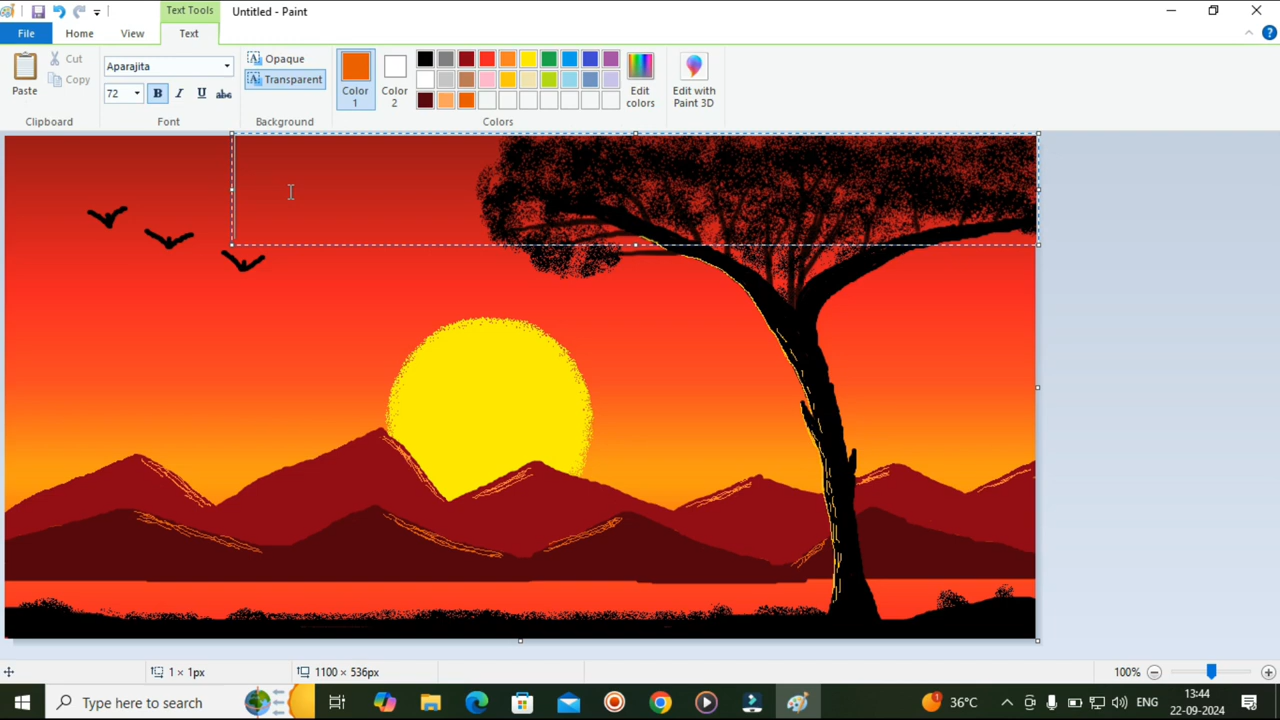 Text Tools
Untitled - Paint
File
Home
View
Text
Paste
Cut
Copy
Clipboard
Aparajita
72
B I U abc
Font
Opaque
Transparent
Background
Color 1
Color 2
Edit colors
Colors
Edit with Paint 3D
1 × 1px
1100 × 536px
100%
Type here to search
1
36°C
ENG
13:44
22-09-2024